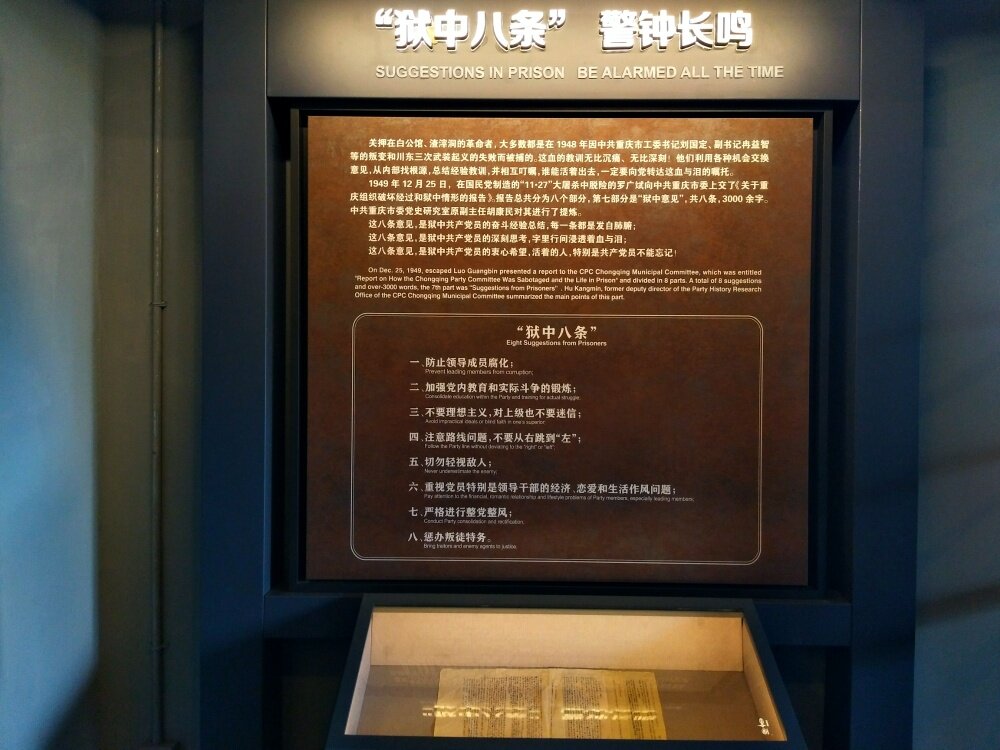 “狱中八条” 警钟长鸣
SUGGESTIONS IN PRISON BE ALARMED ALL THE TIME
关押在白公馆、渣滓洞的革命者，大多数都是在 1948 年因中共重庆市工委书记刘国定、副书记冉益智
等的叛变和川东三次武装起义的失败而被捕的。这血的教训无比沉痛、无比深刻！他们利用各种机会交换
意见，从内部找根源，总结经验教训，并相互叮嘱，谁能活着出去，一定要向党转达这血与泪的嘱托。
1949 年 12 月 25 日，在国民党制造的“11·27”大屠杀中脱险的罗广斌向中共重庆市委上交了《关于重
庆组织破坏经过和狱中情形的报告》。报告总共分为八个部分，第七部分是“狱中意见”，共八条，3000 余字。
中共重庆市委党史研究室原副主任胡康民对其进行了提炼。
这八条意见，是狱中共产党员的奋斗经验总结，每一条都是发自肺腑；
这八条意见，是狱中共产党员的深刻思考，字里行间浸透着血与泪；
这八条意见，是狱中共产党员的衷心希望，活着的人，特别是共产党员不能忘记！
On Dec. 25, 1949, escaped Luo Guangbin presented a report to the CPC Chongqing Municipal Committee, which was entitled
"Report on How the Chongqing Party Committee Was Sabotaged and the Life in Prison" and divided in 8 parts. A total of 8 suggestions
and over-3000 words, the 7th part was "Suggestions from Prisoners" . Hu Kangmin, former deputy director of the Party History Research
Office of the CPC Chongqing Municipal Committee summarized the main points of this part.
“狱中八条”
Eight Suggestions from Prisoners
一、防止领导成员腐化；
Prevent leading members from corruption;
二、加强党内教育和实际斗争的锻炼；
Consolidate education within the Party and training for actual struggle;
三、不要理想主义，对上级也不要迷信；
Avoid impractical ideals or blind faith in one's superior;
四、注意路线问题，不要从右跳到“左”；
Follow the Party line without deviating to the "right" or "left";
五、切勿轻视敌人；
Never underestimate the enemy;
六、重视党员特别是领导干部的经济、恋爱和生活作风问题；
Pay attention to the financial, romantic relationship and lifestyle problems of Party members, especially leading members;
七、严格进行整党整风；
Conduct Party consolidation and rectification;
八、惩办叛徒特务。
Bring traitors and enemy agents to justice.